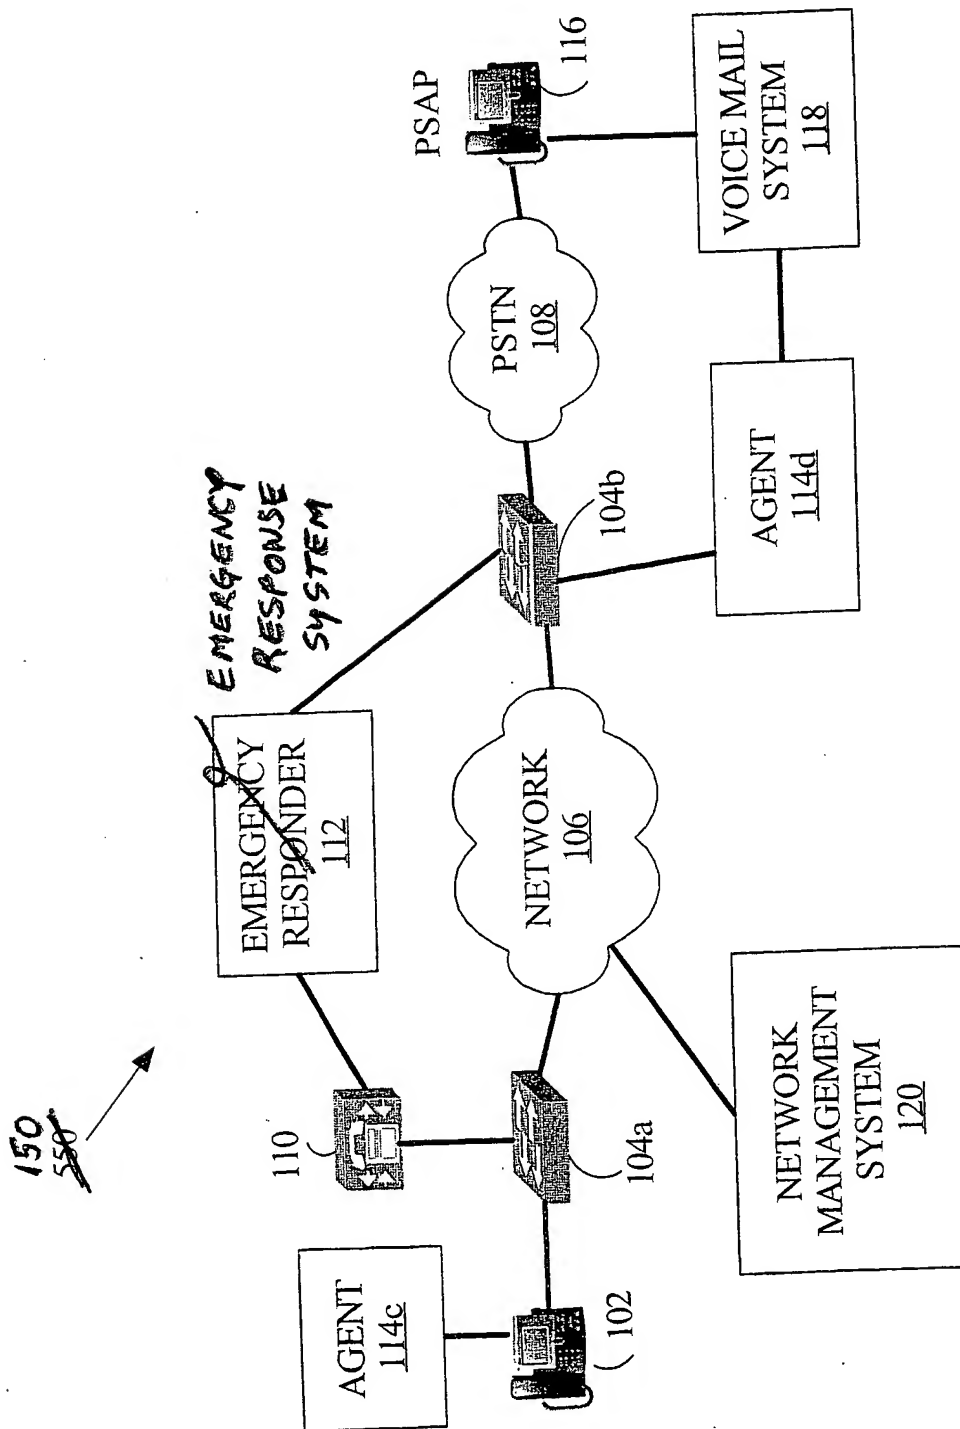 150
550
EMERGENCY
RESPONSE
SYSTEM
EMERGENCY
RESPONDER
112
PSAP
116
110
PSTN
108
104b
AGENT
114c
102
104a
NETWORK
106
AGENT
114d
VOICE MAIL
SYSTEM
118
NETWORK
MANAGEMENT
SYSTEM
120